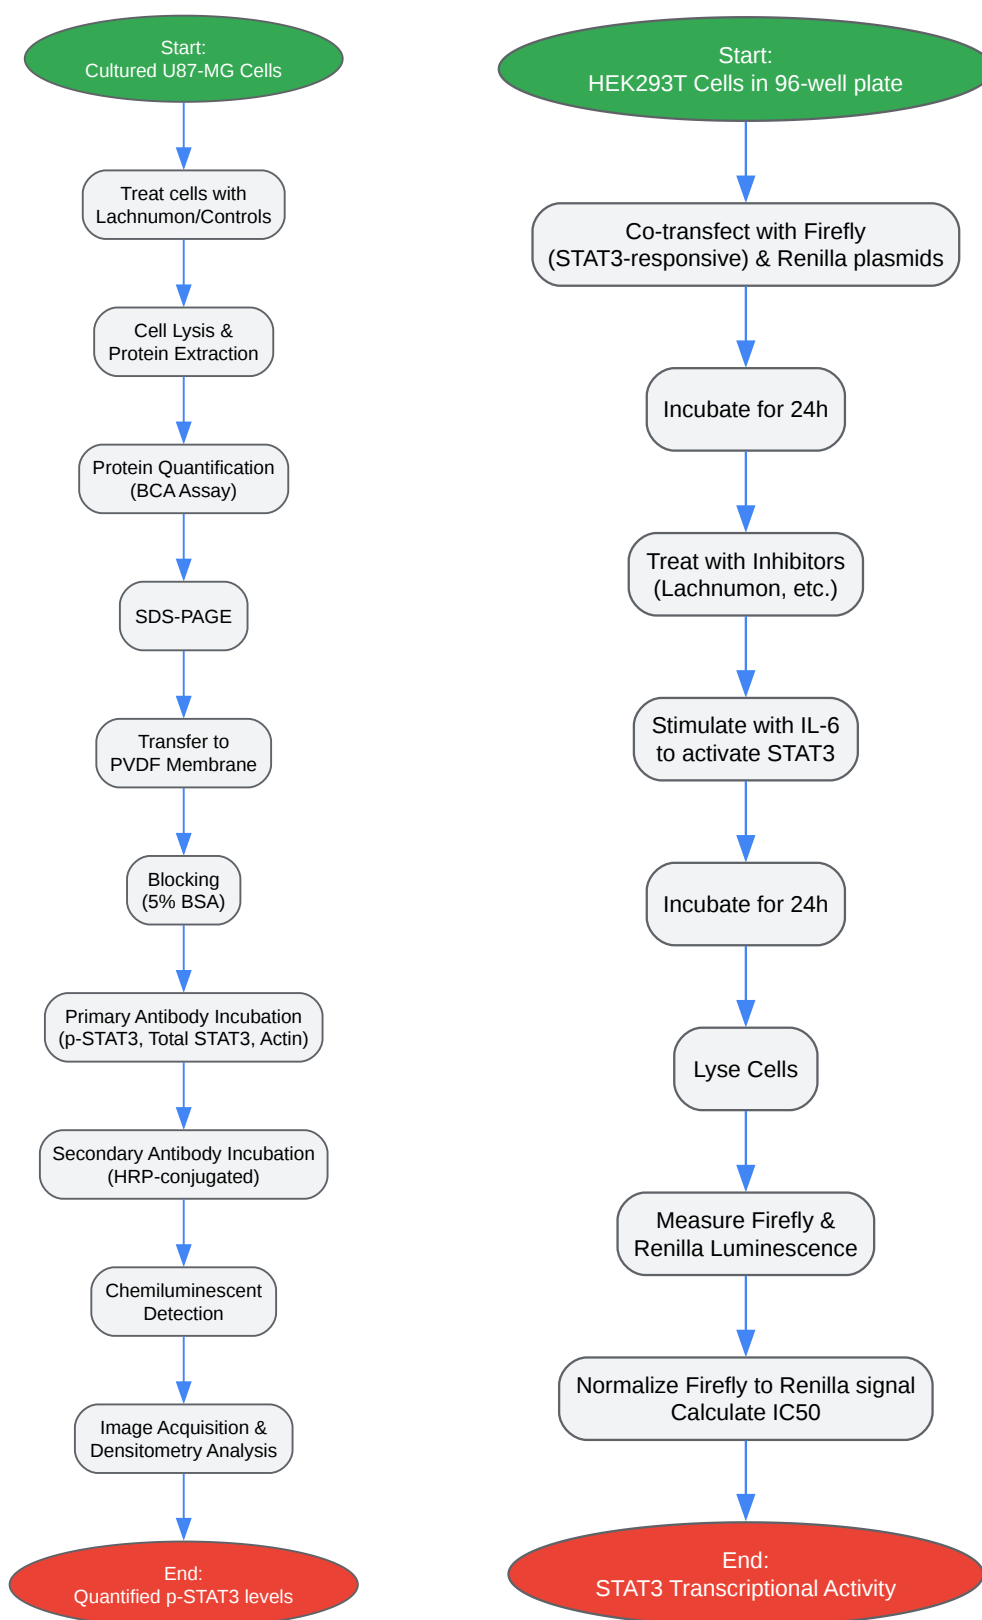 Start:
Cultured U87-MG Cells
Treat cells with
Lachnumon/Controls
Cell Lysis &
Protein Extraction
Protein Quantification
(BCA Assay)
SDS-PAGE
Transfer to
PVDF Membrane
Blocking
(5% BSA)
Primary Antibody Incubation
(p-STAT3, Total STAT3, Actin)
Secondary Antibody Incubation
(HRP-conjugated)
Chemiluminescent
Detection
Image Acquisition &
Densitometry Analysis
End:
Quantified p-STAT3 levels
Start:
HEK293T Cells in 96-well plate
Co-transfect with Firefly
(STAT3-responsive) & Renilla plasmids
Incubate for 24h
Treat with Inhibitors
(Lachnumon, etc.)
Stimulate with IL-6
to activate STAT3
Incubate for 24h
Lyse Cells
Measure Firefly &
Renilla Luminescence
Normalize Firefly to Renilla signal
Calculate IC50
End:
STAT3 Transcriptional Activity